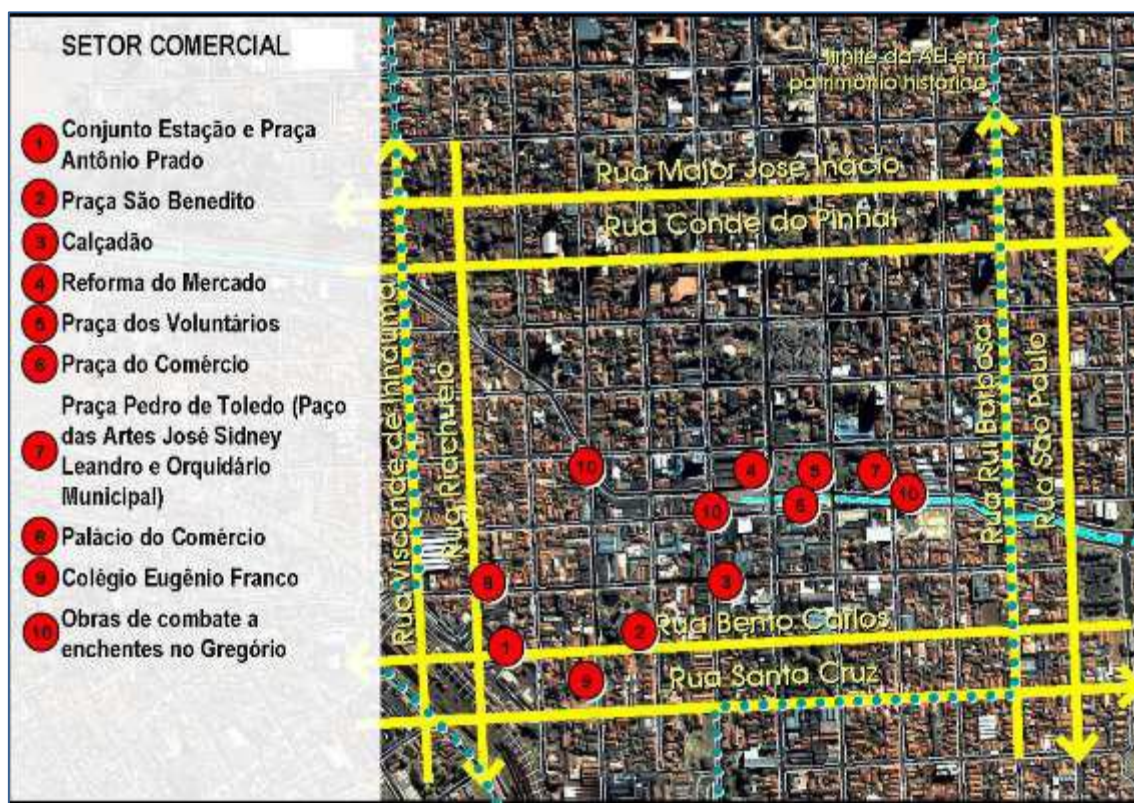 SETOR COMERCIAL
1 Conjunto Estação e Praça
Antônio Prado
2 Praça São Benedito
3 Calçadão
4 Reforma do Mercado
5 Praça dos Voluntários
6 Praça do Comércio
Praça Pedro de Toledo (Paço
7 das Artes José Sidney
Leandro e Orquidário
Municipal)
8 Palácio do Comércio
9 Colégio Eugênio Franco
10 Obras de combate a
enchentes no Gregório
limite da AEI em
patrimônio histórico
Rua Major José Inácio
Rua Conde do Pinhal
Rua Visconde de Inhaúma
Rua Riachuelo
Rua Rui Barbosa
Rua São Paulo
10
4
5
7
10
6
10
8
3
2
Rua Bento Carlos
1
9
Rua Santa Cruz